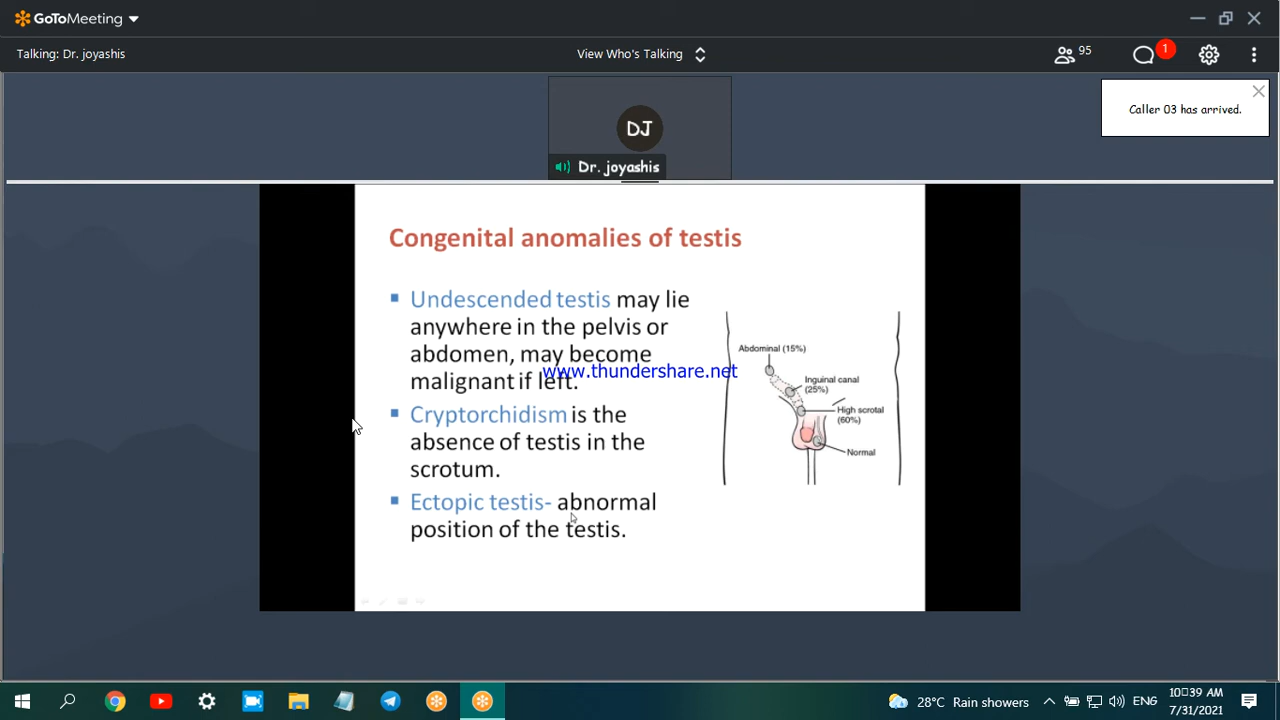 GoToMeeting
Talking: Dr. joyashis
View Who's Talking
95
1
Caller 03 has arrived.
DJ
Dr. joyashis
Congenital anomalies of testis
Undescended testis may lie
anywhere in the pelvis or
abdomen, may become
malignant if left.
www.thundershare.net
Cryptorchidism is the
absence of testis in the
scrotum.
Ectopic testis- abnormal
position of the testis.
Abdominal (15%)
Inguinal canal
(25%)
High scrotal
(60%)
Normal
28°C Rain showers
ENG
10:39 AM
7/31/2021